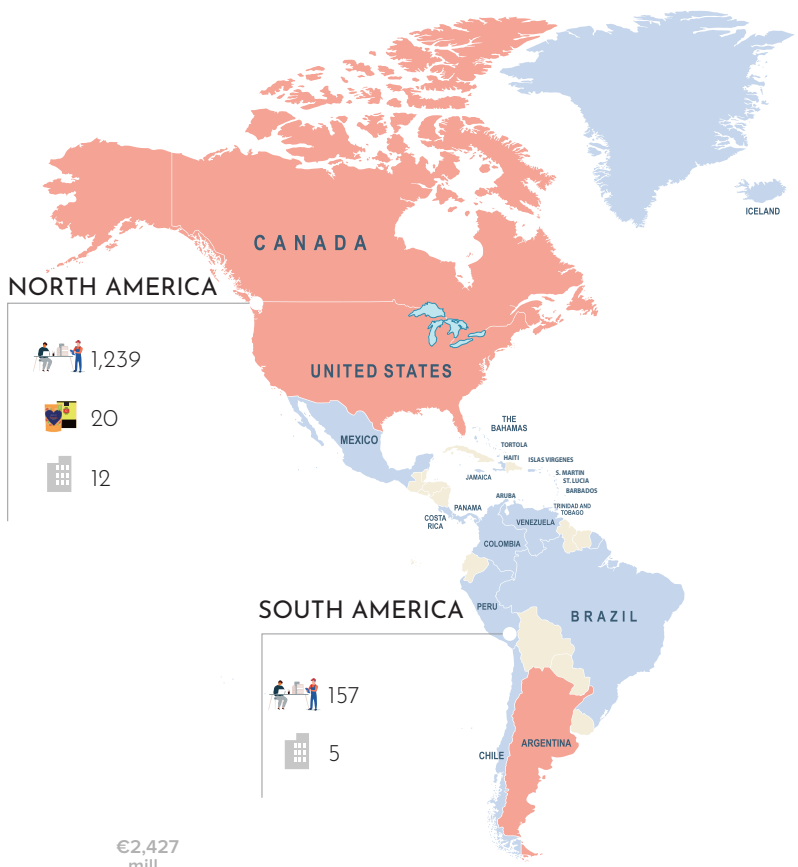 CANADA
ICELAND
NORTH AMERICA
1,239
20
12
UNITED STATES
MEXICO
THE
BAHAMAS
TORTOLA
HAITI
ISLAS VIRGENES
JAMAICA
S. MARTIN
ST. LUCIA
BARBADOS
ARUBA
TRINIDAD AND
TOBAGO
PANAMA
COSTA
RICA
VENEZUELA
COLOMBIA
PERU
BRAZIL
SOUTH AMERICA
157
5
ARGENTINA
CHILE
€2,427
mill